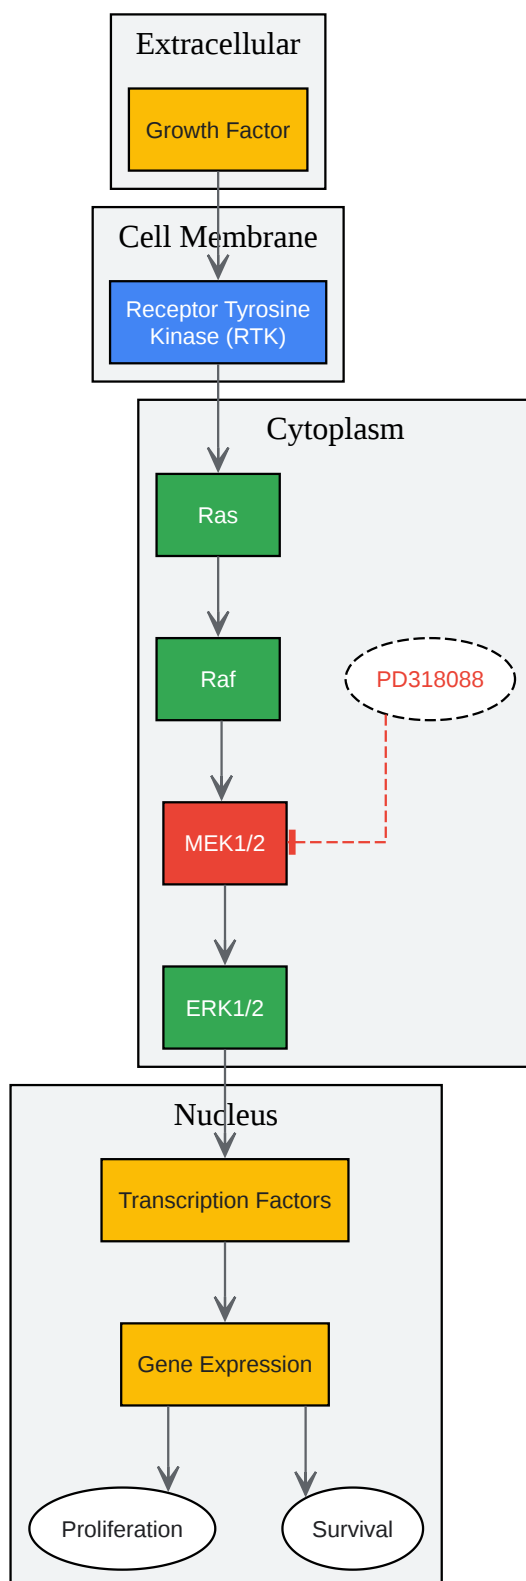 Extracellular
Growth Factor
Cell Membrane
Receptor Tyrosine
Kinase (RTK)
Cytoplasm
Ras
Raf
PD318088
MEK1/2
ERK1/2
Nucleus
Transcription Factors
Gene Expression
Proliferation
Survival